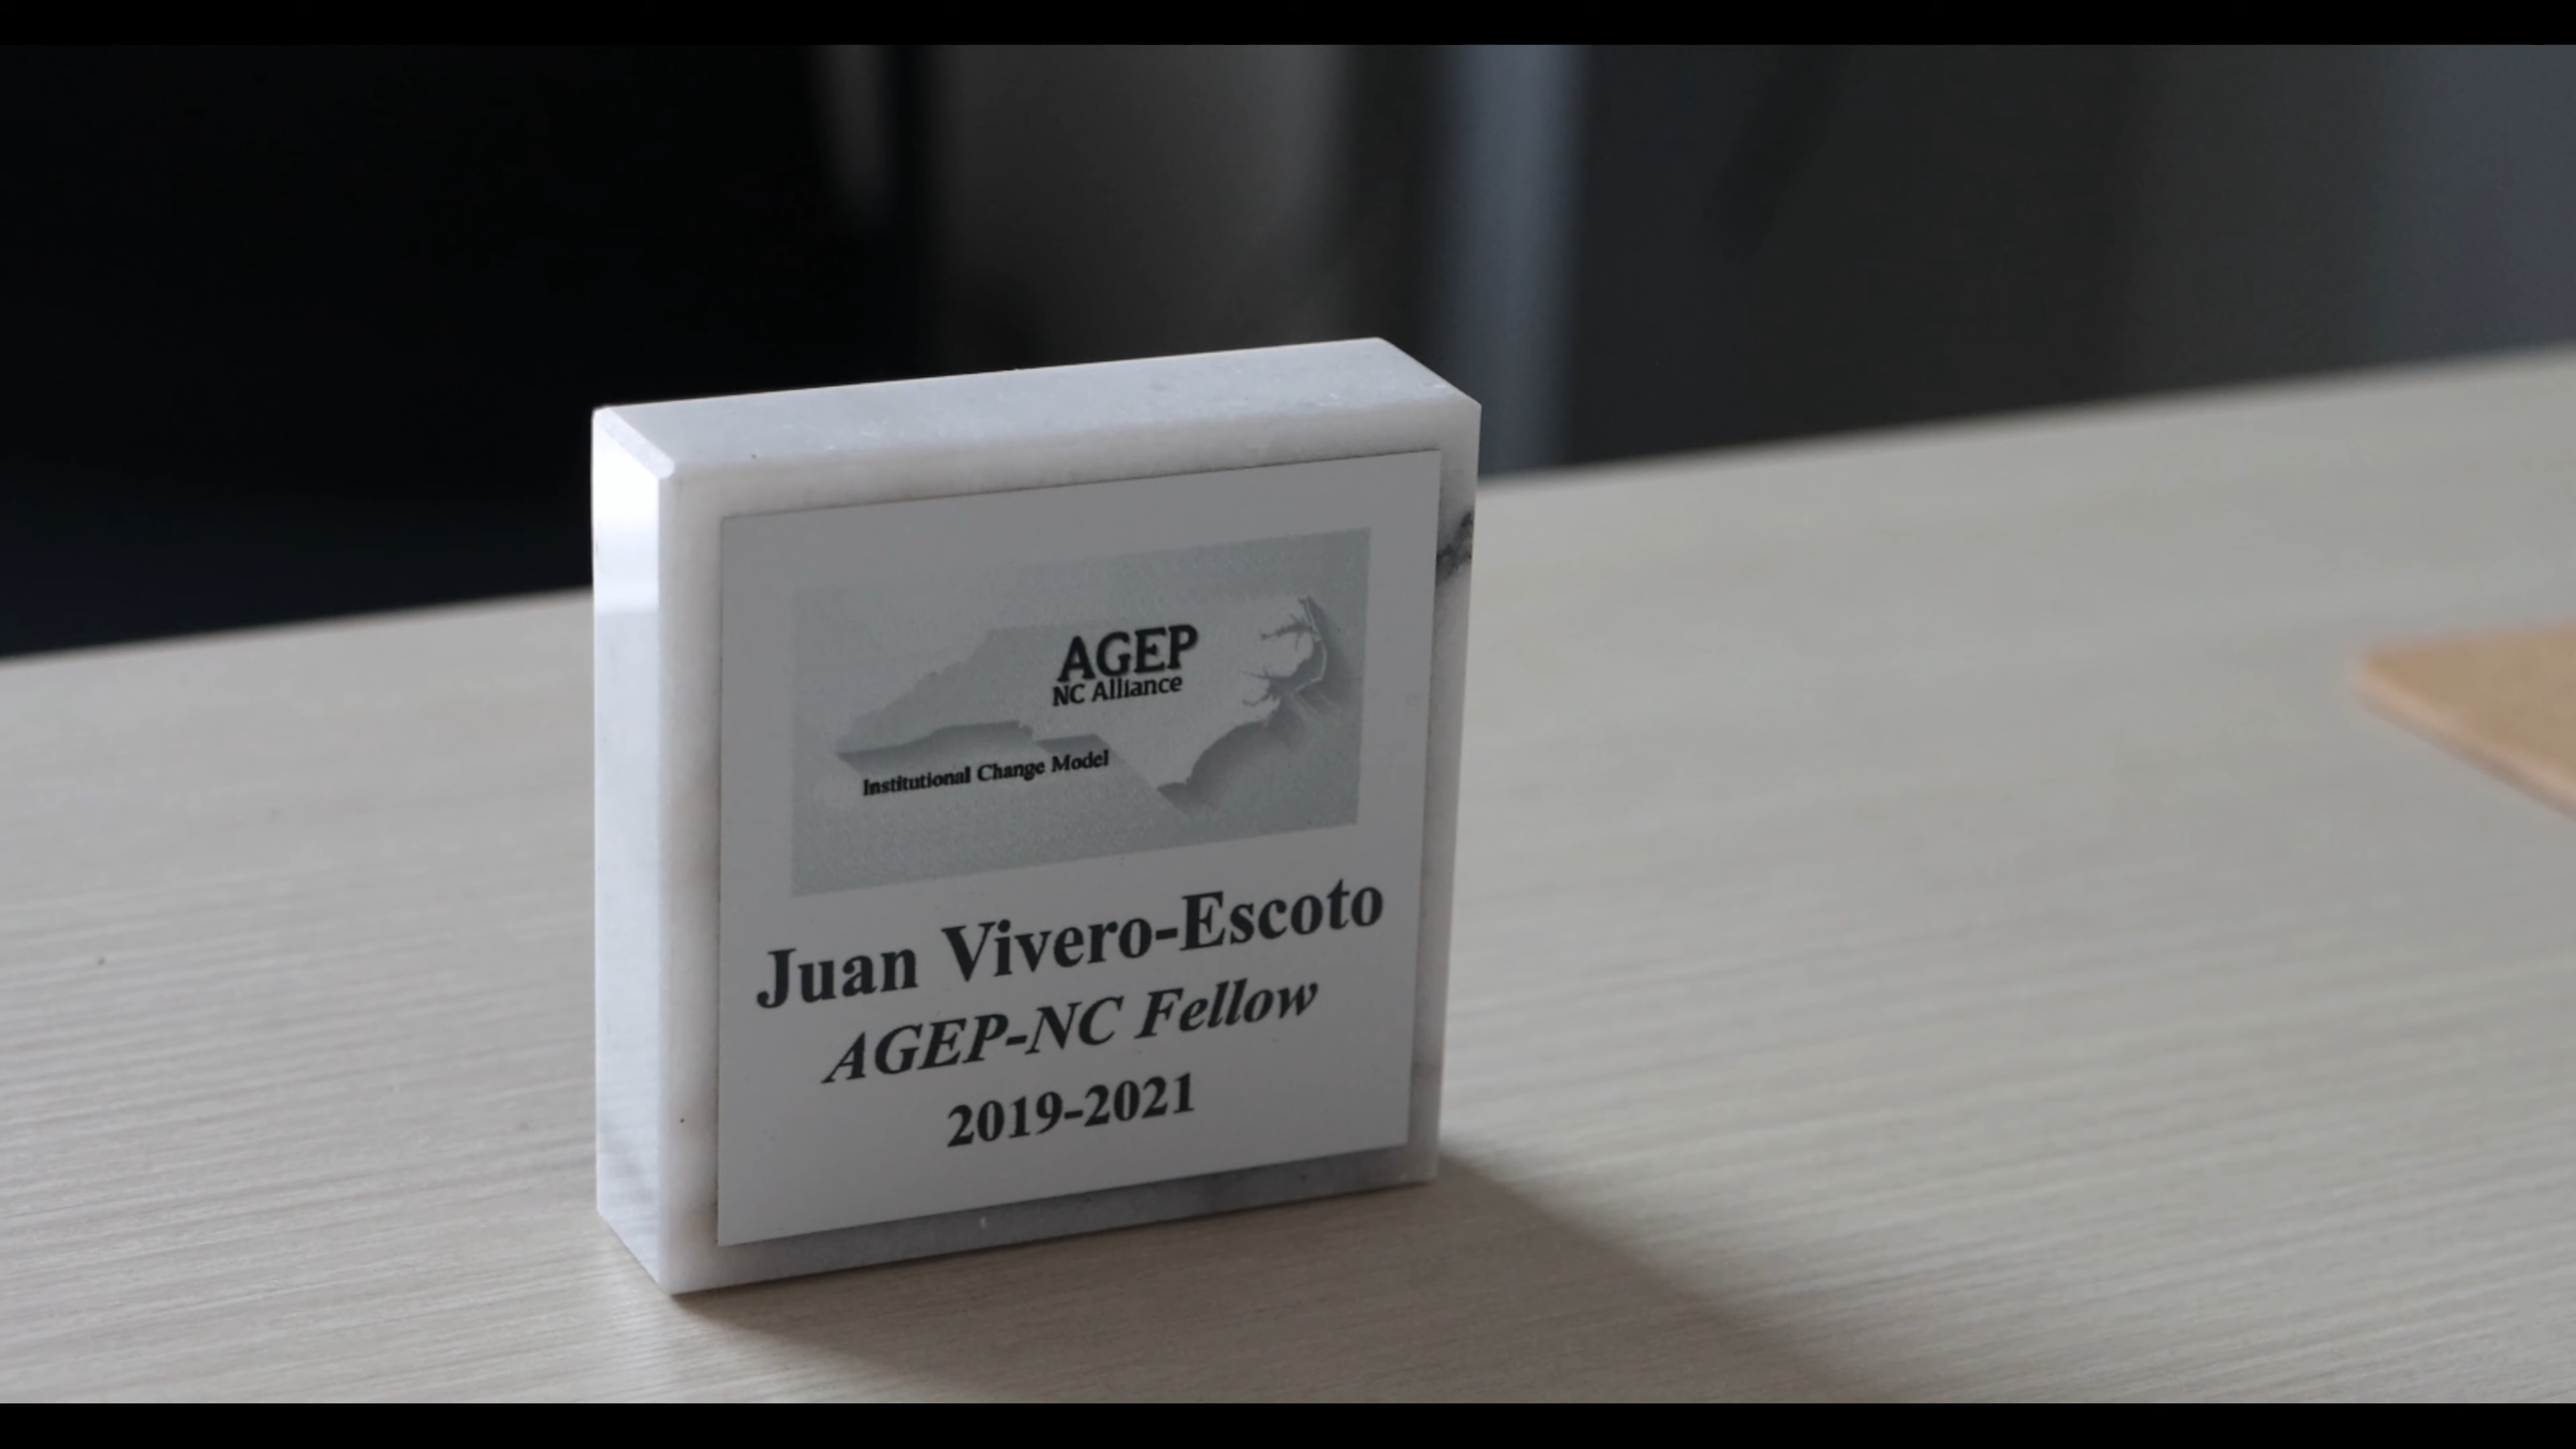 AGEP
NC Alliance
Institutional Change Model
Juan Vivero-Escoto
AGEP-NC Fellow
2019-2021